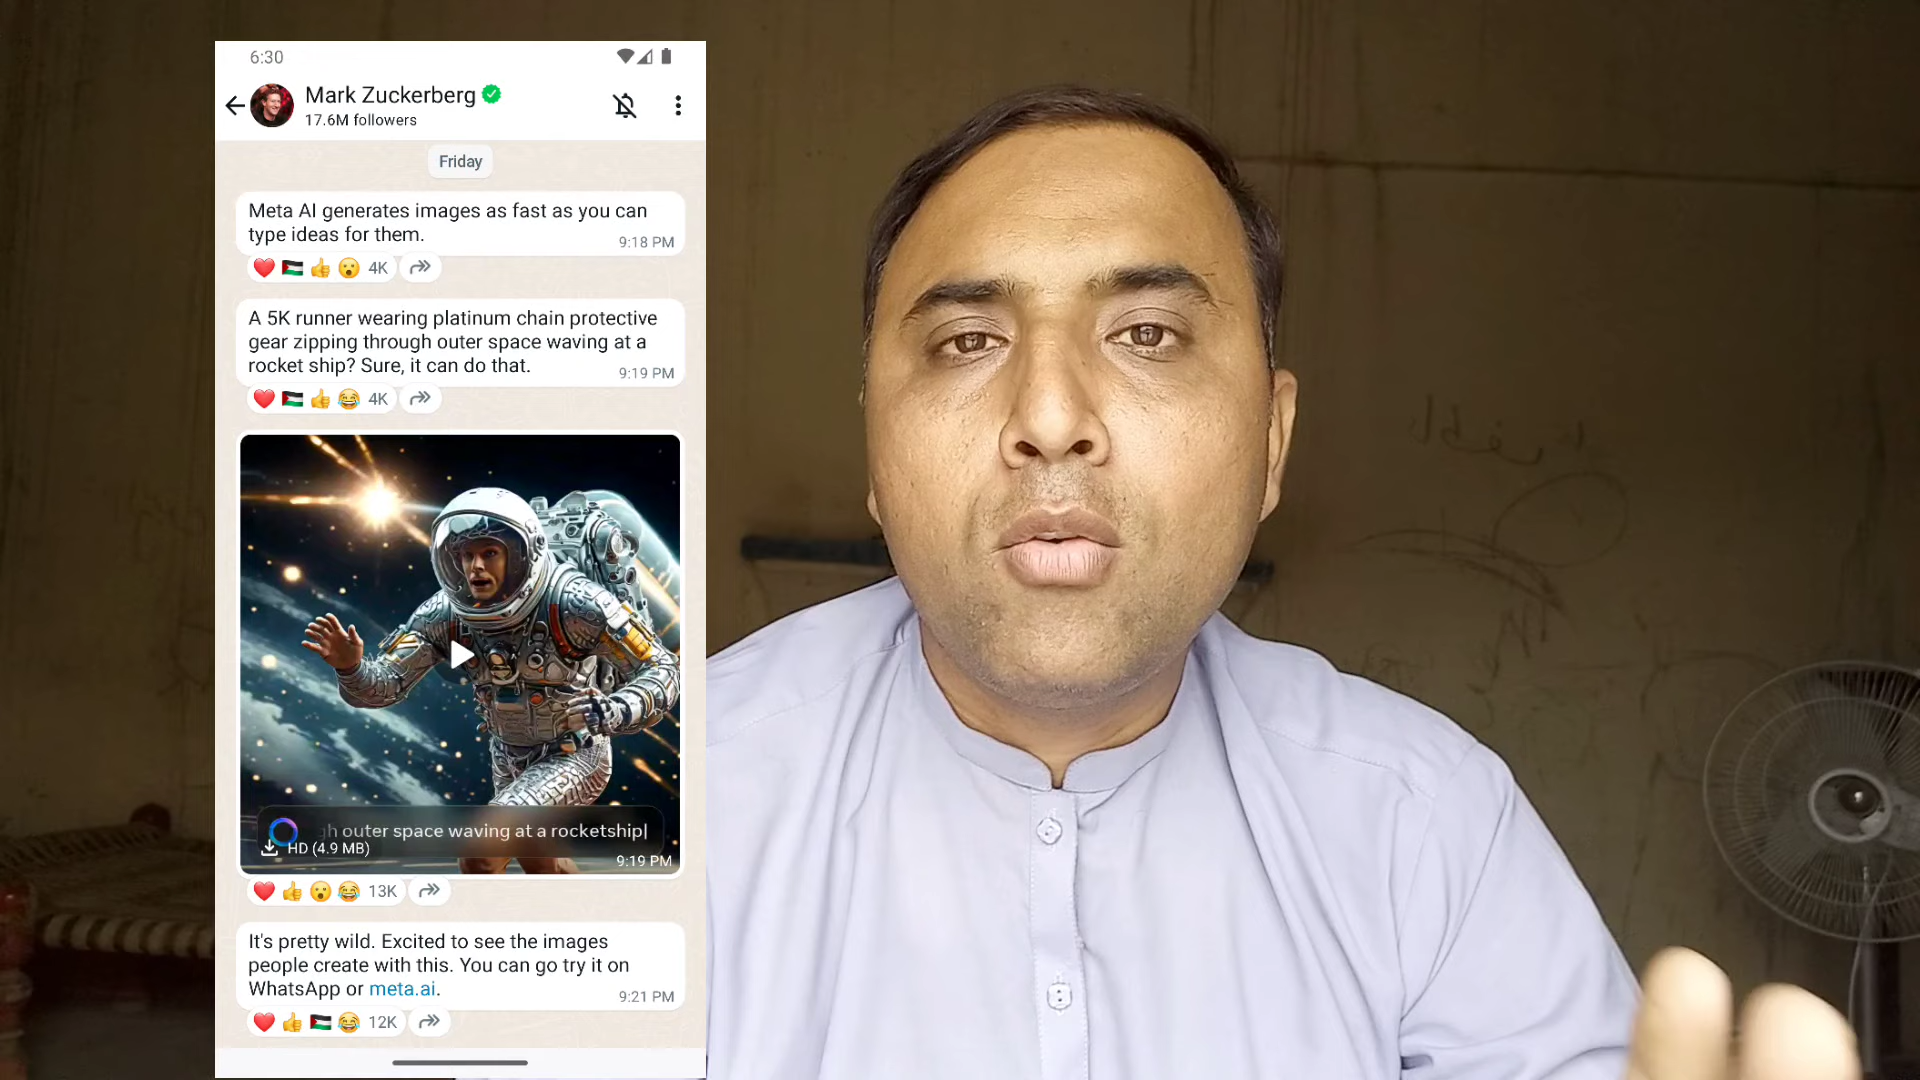 6:30
Mark Zuckerberg
17.6M followers
Friday
Meta AI generates images as fast as you can
type ideas for them.
9:18 PM
4K
A 5K runner wearing platinum chain protective
gear zipping through outer space waving at a
rocket ship? Sure, it can do that.
9:19 PM
4K
gh outer space waving at a rocketship|
HD (4.9 MB)
9:19 PM
13K
It's pretty wild. Excited to see the images
people create with this. You can go try it on
WhatsApp or meta.ai.
9:21 PM
12K